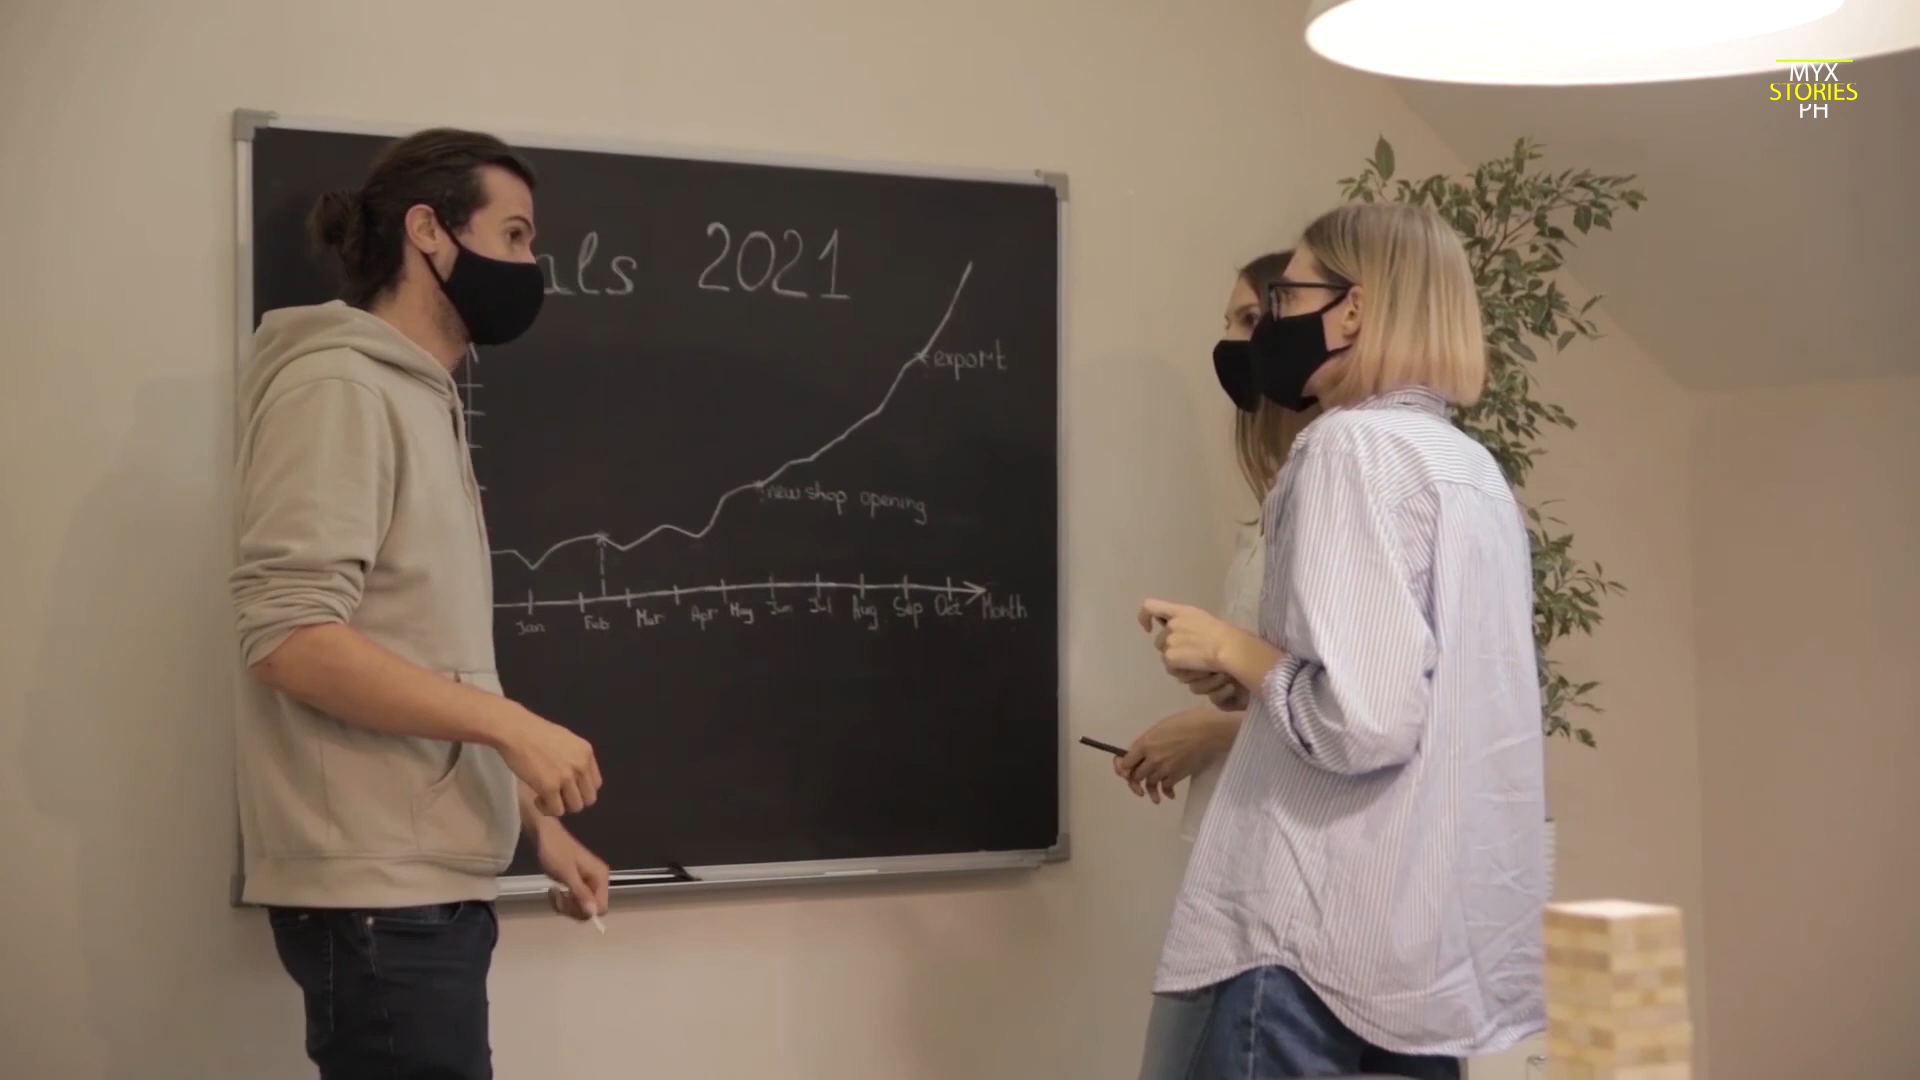 MYX
STORIES
PH
als 2021
export
new shop opening
Jan Feb Mar Apr May Jun Jul Aug Sep Oct Month